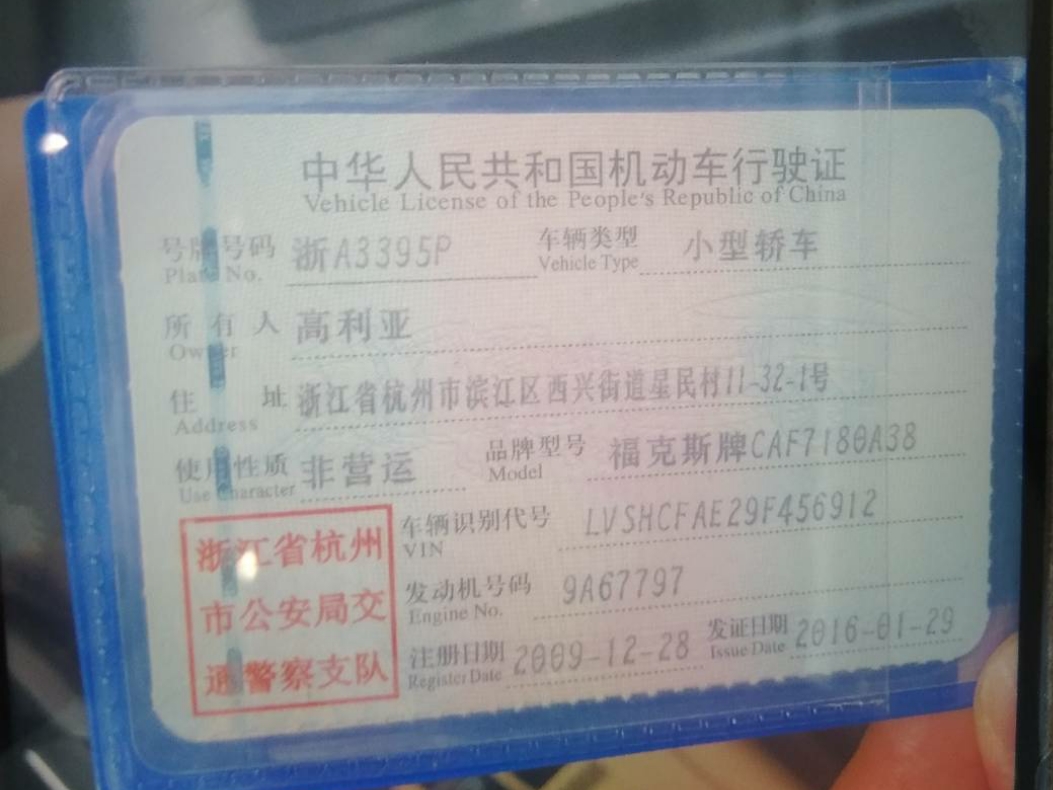 中华人民共和国机动车行驶证
Vehicle License of the People's Republic of China
号牌号码 浙A3395P 车辆类型 小型轿车
Plate No. Vehicle Type
所有人 高利亚
Owner
住址 浙江省杭州市滨江区西兴街道星民村11-32-1号
Address
使用性质 非营运 品牌型号 福克斯牌CAF7180A38
Use Character Model
车辆识别代号 LVSHCFAE29F456912
VIN
发动机号码 9A67797
Engine No.
注册日期 2009-12-28 发证日期 2016-01-29
Register Date Issue Date
浙江省杭州
市公安局交
通警察支队